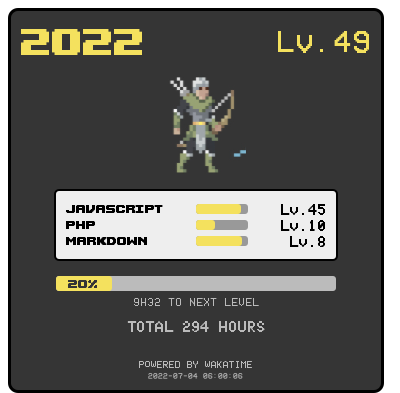 2022 Lv.49
JAVASCRIPT Lv.45
PHP Lv.10
MARKDOWN Lv.8
20%
9H32 TO NEXT LEVEL
TOTAL 294 HOURS
POWERED BY WAKATIME
2022-07-04 06:00:06